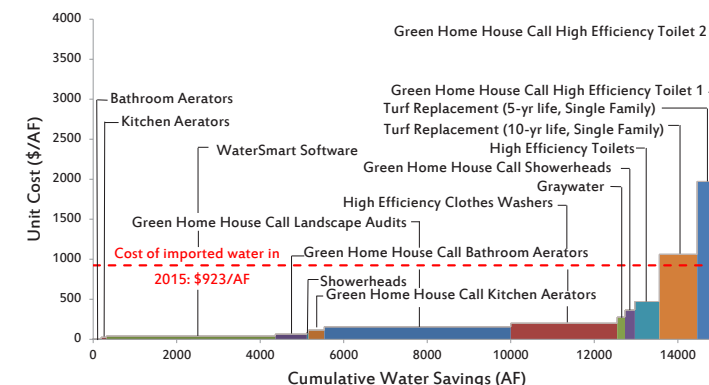 4000
3500
3000
2500
2000
1500
1000
500
0
Unit Cost ($/AF)
Green Home House Call High Efficiency Toilet 2
Green Home House Call High Efficiency Toilet 1
Bathroom Aerators
Turf Replacement (5-yr life, Single Family)
Kitchen Aerators
Turf Replacement (10-yr life, Single Family)
WaterSmart Software
High Efficiency Toilets
Green Home House Call Showerheads
Graywater
High Efficiency Clothes Washers
Green Home House Call Landscape Audits
Cost of imported water in
2015: $923/AF
Green Home House Call Bathroom Aerators
Showerheads
Green Home House Call Kitchen Aerators
0 2000 4000 6000 8000 10000 12000 14000
Cumulative Water Savings (AF)